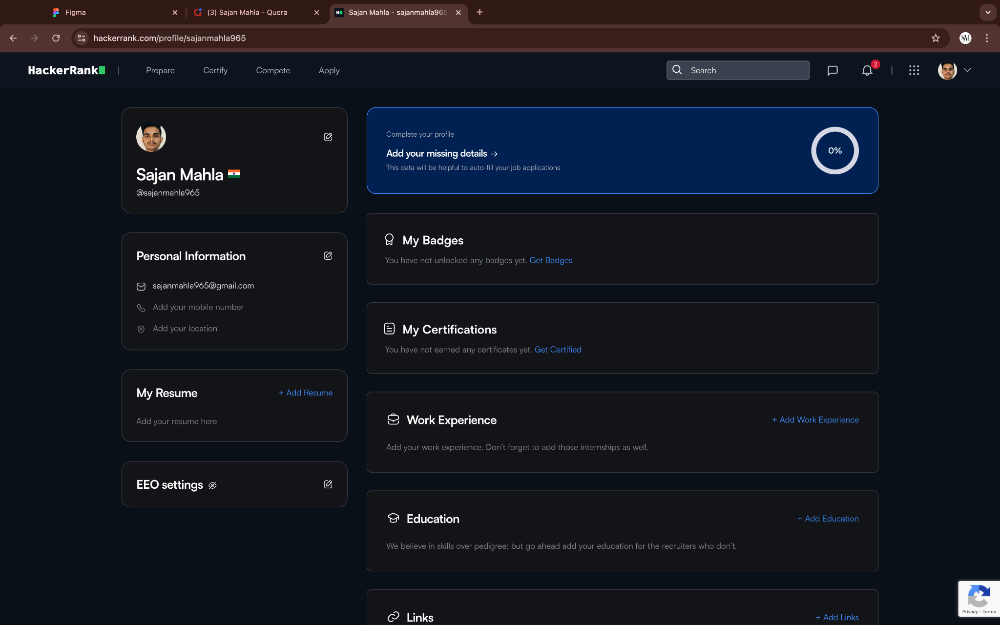 Figma
(3) Sajan Mahla - Quora
Sajan Mahla - sajanmahla965
hackerrank.com/profile/sajanmahla965
SM
HackerRank
Prepare
Certify
Compete
Apply
Search
2
Sajan Mahla
@sajanmahla965
Personal Information
sajanmahla965@gmail.com
Add your mobile number
Add your location
My Resume
+ Add Resume
Add your resume here
EEO settings
Complete your profile
Add your missing details →
This data will be helpful to auto-fill your job applications
0%
My Badges
You have not unlocked any badges yet. Get Badges
My Certifications
You have not earned any certificates yet. Get Certified
Work Experience
+ Add Work Experience
Add your work experience. Don't forget to add those internships as well.
Education
+ Add Education
We believe in skills over pedigree; but go ahead add your education for the recruiters who don't.
Links
+ Add Links
Privacy - Terms